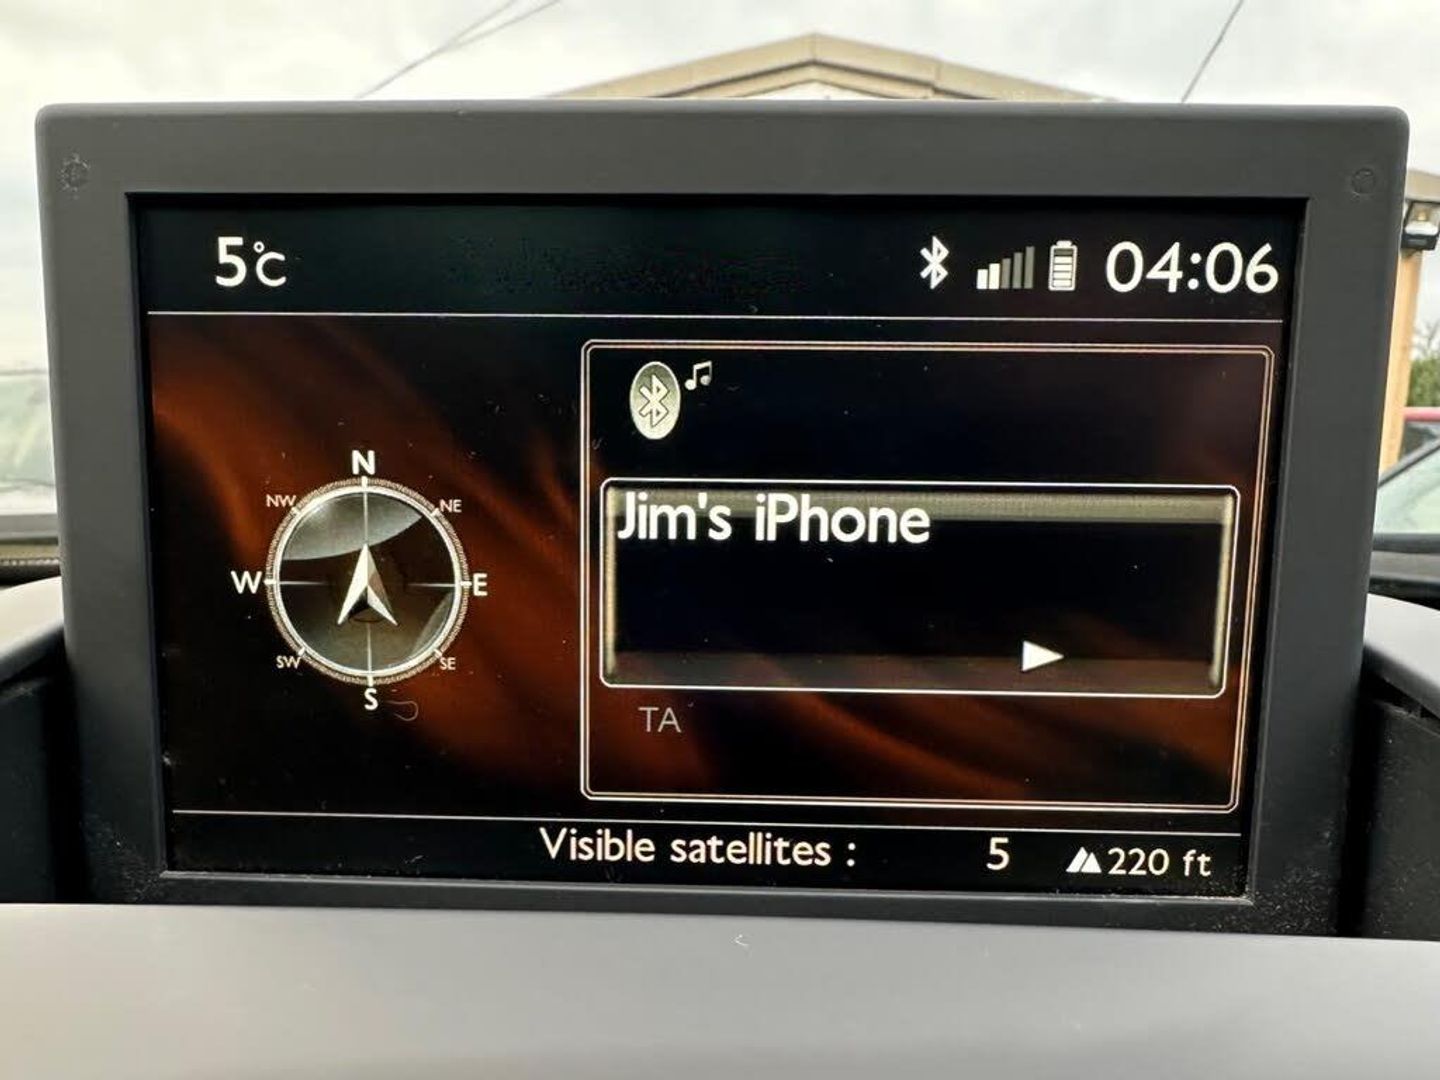 5°C
04:06
N
NW
NE
W
E
SW
SE
S
Jim's iPhone
TA
Visible satellites : 5 220 ft